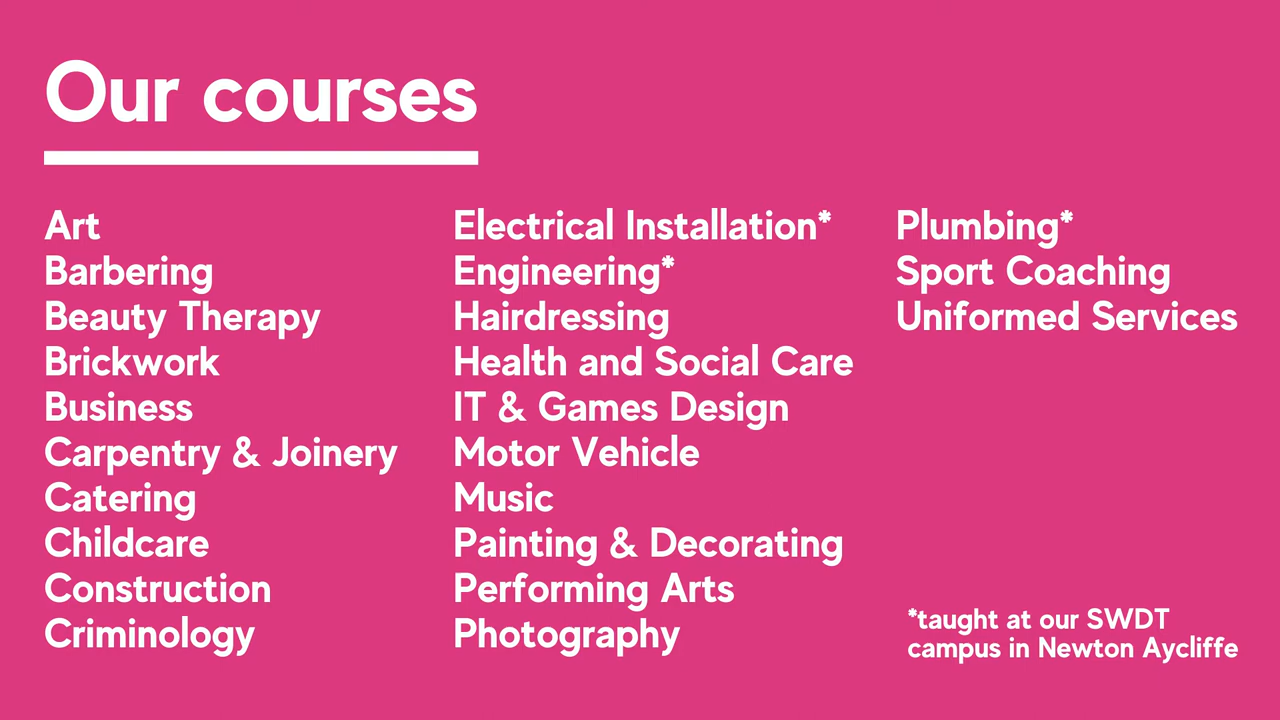 Our courses
Art
Barbering
Beauty Therapy
Brickwork
Business
Carpentry & Joinery
Catering
Childcare
Construction
Criminology
Electrical Installation*
Engineering*
Hairdressing
Health and Social Care
IT & Games Design
Motor Vehicle
Music
Painting & Decorating
Performing Arts
Photography
Plumbing*
Sport Coaching
Uniformed Services
*taught at our SWDT
campus in Newton Aycliffe